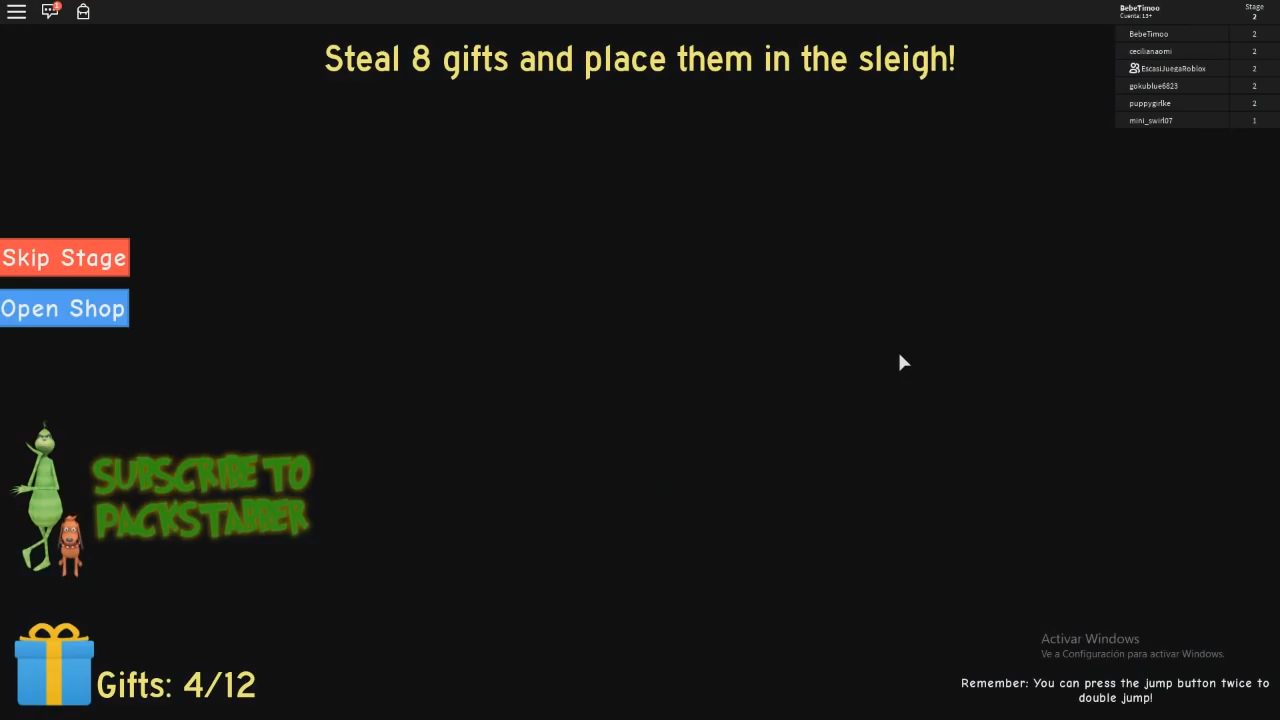 BebeTimoo
Cuenta: 13+
Stage
2
BebeTimoo 2
cecilianaomi 2
EscasiJuegaRoblox 2
gokublue6823 2
puppygirlke 2
mini_swirl07 1
Steal 8 gifts and place them in the sleigh!
Skip Stage
Open Shop
SUBSCRIBE TO
PACKSTABBER
Gifts: 4/12
Activar Windows
Ve a Configuración para activar Windows.
Remember: You can press the jump button twice to
double jump!